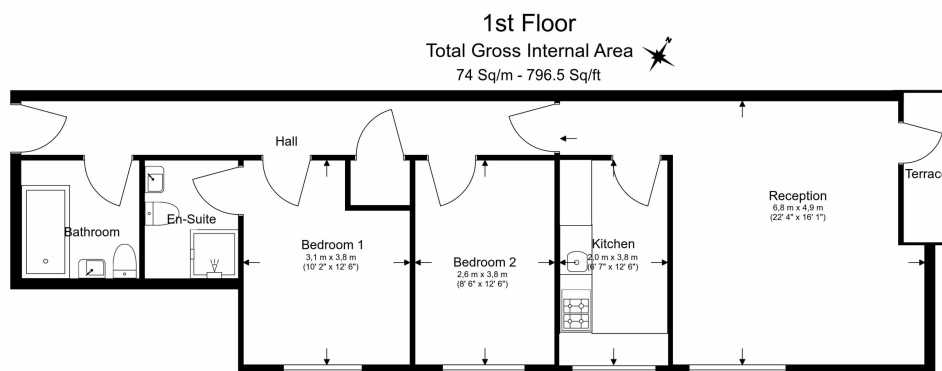 1st Floor
Total Gross Internal Area
74 Sq/m - 796.5 Sq/ft
N
Hall
Terrace
Reception
6,8 m x 4,9 m
(22' 4" x 16' 1")
En-Suite
Bathroom
Bedroom 1
3,1 m x 3,8 m
(10' 2" x 12' 6")
Bedroom 2
2,6 m x 3,8 m
(8' 6" x 12' 6")
Kitchen
2,0 m x 3,8 m
(6' 7" x 12' 6")